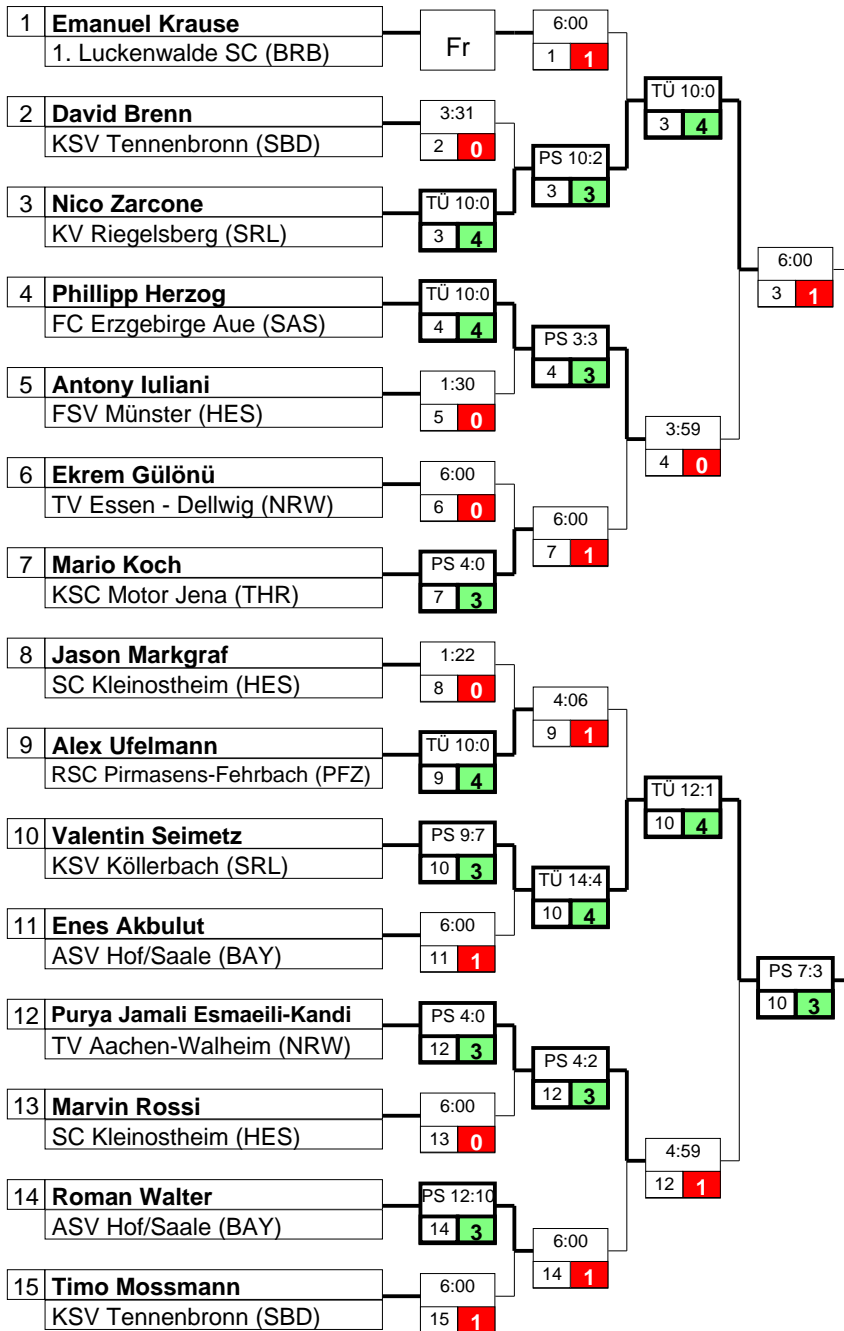 1 Emanuel Krause
1. Luckenwalde SC (BRB)
Fr
6:00
1 1
2 David Brenn
KSV Tennenbronn (SBD)
3:31
2 0
TÜ 10:0
3 4
PS 10:2
3 3
3 Nico Zarcone
KV Riegelsberg (SRL)
TÜ 10:0
3 4
6:00
3 1
4 Phillipp Herzog
FC Erzgebirge Aue (SAS)
TÜ 10:0
4 4
PS 3:3
4 3
5 Antony Iuliani
FSV Münster (HES)
1:30
5 0
3:59
4 0
6 Ekrem Gülönü
TV Essen - Dellwig (NRW)
6:00
6 0
6:00
7 1
7 Mario Koch
KSC Motor Jena (THR)
PS 4:0
7 3
8 Jason Markgraf
SC Kleinostheim (HES)
1:22
8 0
4:06
9 1
9 Alex Ufelmann
RSC Pirmasens-Fehrbach (PFZ)
TÜ 10:0
9 4
TÜ 12:1
10 4
10 Valentin Seimetz
KSV Köllerbach (SRL)
PS 9:7
10 3
TÜ 14:4
10 4
11 Enes Akbulut
ASV Hof/Saale (BAY)
6:00
11 1
PS 7:3
10 3
12 Purya Jamali Esmaeili-Kandi
TV Aachen-Walheim (NRW)
PS 4:0
12 3
PS 4:2
12 3
13 Marvin Rossi
SC Kleinostheim (HES)
6:00
13 0
4:59
12 1
14 Roman Walter
ASV Hof/Saale (BAY)
PS 12:10
14 3
6:00
14 1
15 Timo Mossmann
KSV Tennenbronn (SBD)
6:00
15 1